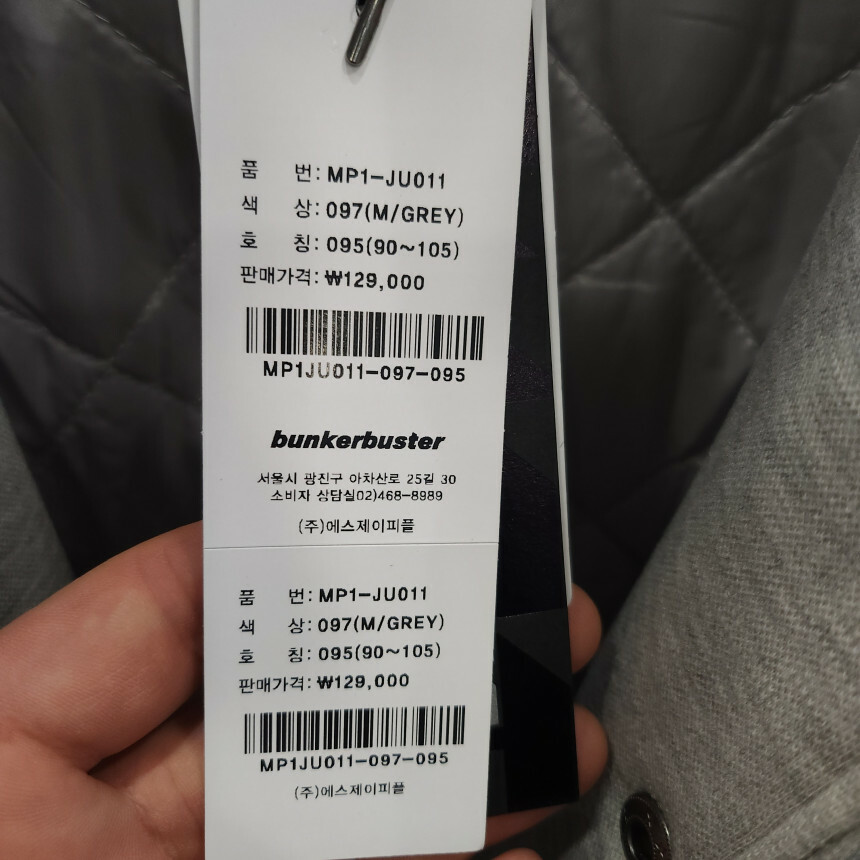 품 번: MP1-JU011
색 상: 097(M/GREY)
호 칭: 095(90~105)
판매가격: ₩129,000
MP1JU011-097-095
bunkerbuster
서울시 광진구 아차산로 25길 30
소비자 상담실02)468-8989
(주)에스제이피플
품 번: MP1-JU011
색 상: 097(M/GREY)
호 칭: 095(90~105)
판매가격: ₩129,000
MP1JU011-097-095
(주)에스제이피플